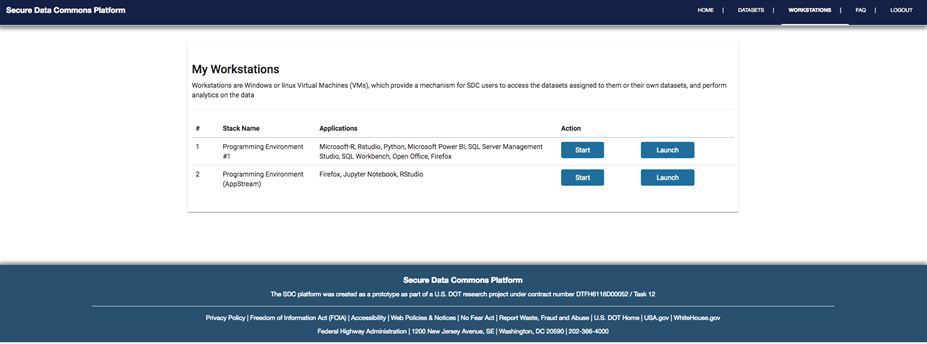 Secure Data Commons Platform
HOME | DATASETS | WORKSTATIONS | FAQ | LOGOUT
My Workstations
Workstations are Windows or linux Virtual Machines (VMs), which provide a mechanism for SDC users to access the datasets assigned to them or their own datasets, and perform
analytics on the data
# Stack Name Applications Action
1 Programming Environment Microsoft-R, Rstudio, Python, Microsoft Power BI, SQL Server Management Start Launch
#1 Studio, SQL Workbench, Open Office, Firefox
2 Programming Environment Firefox, Jupyter Notebook, RStudio Start Launch
(AppStream)
Secure Data Commons Platform
The SDC platform was created as a prototype as part of a U.S. DOT research project under contract number DTFH6116D00052 / Task 12
Privacy Policy | Freedom of Information Act (FOIA) | Accessibility | Web Policies & Notices | No Fear Act | Report Waste, Fraud and Abuse | U.S. DOT Home | USA.gov | WhiteHouse.gov
Federal Highway Administration | 1200 New Jersey Avenue, SE | Washington, DC 20590 | 202-366-4000